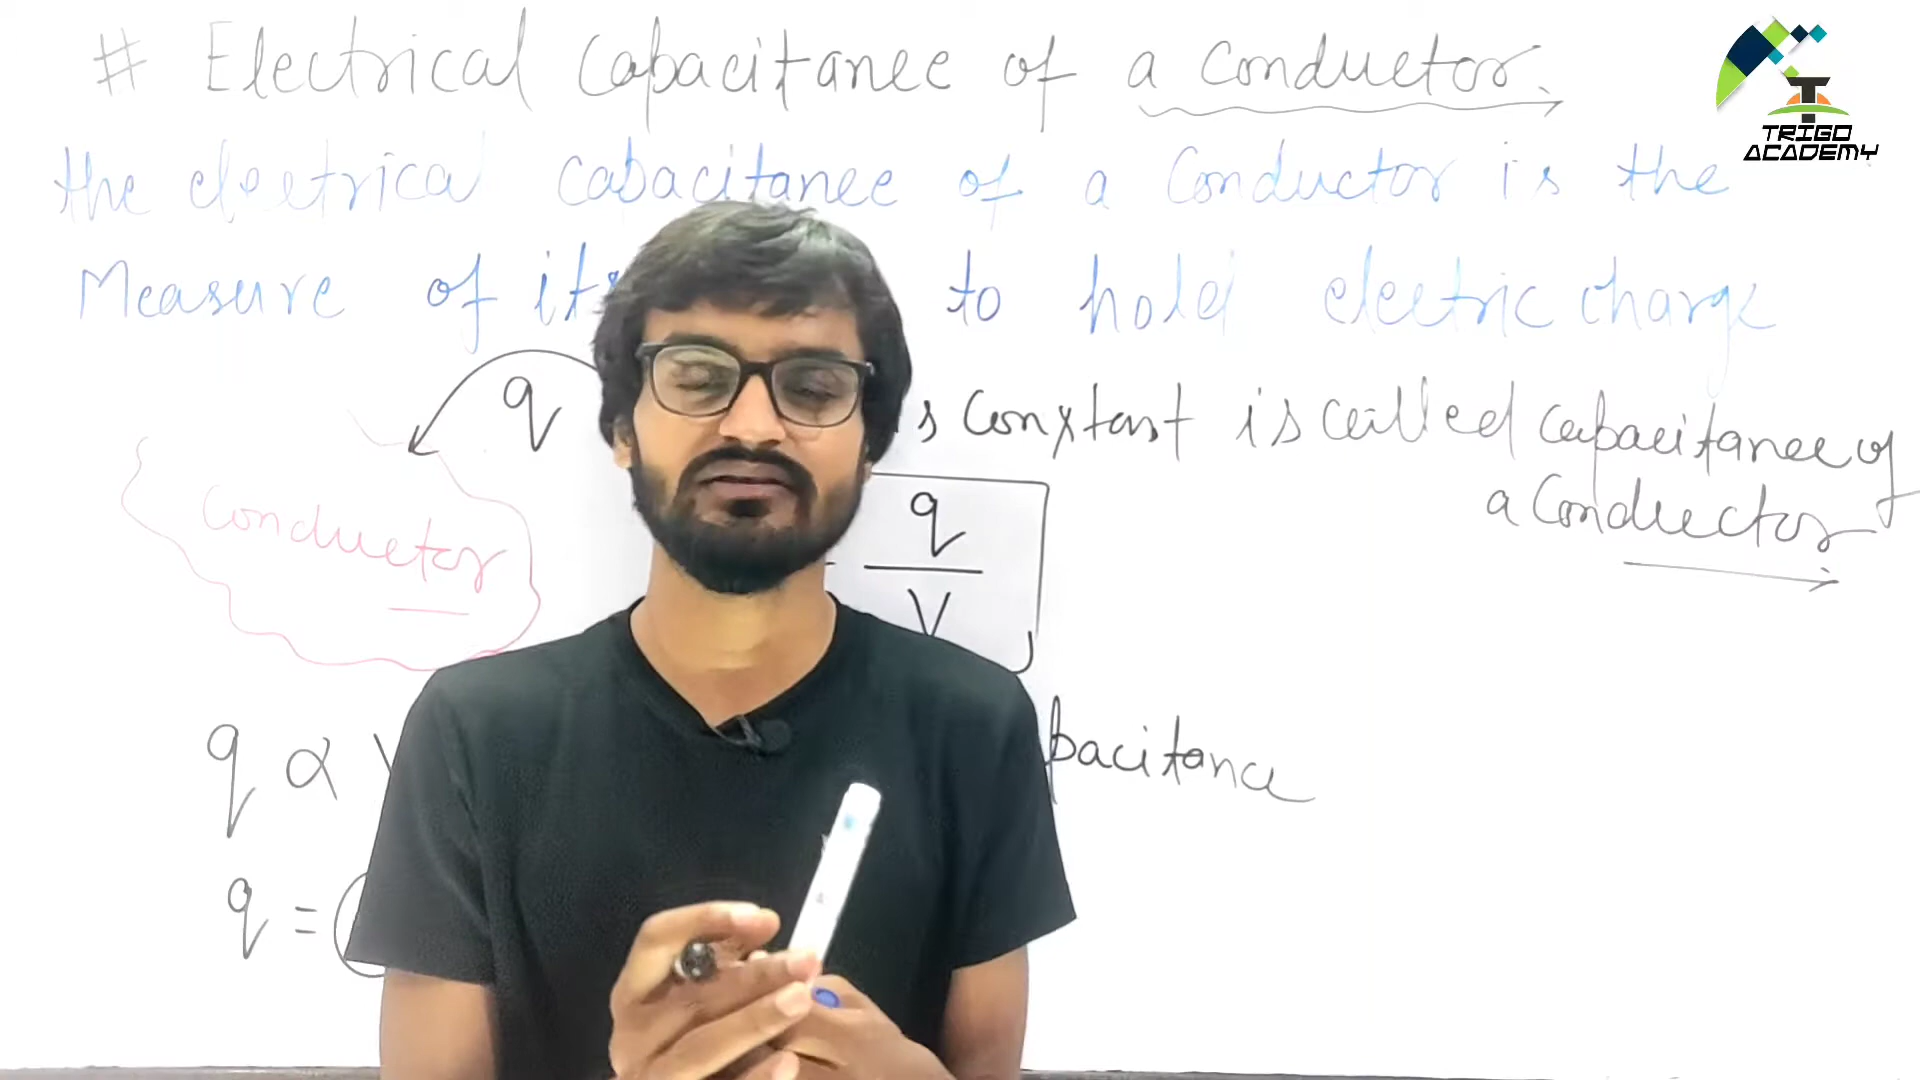 # Electrical Capacitance of a Conductor.
TRIGO
ACADEMY
the electrical capacitance of a Conductor is the
Measure of its to hold electric charge
q
s Constant is called capacitance of
a Conductor
Conductor
q
V
q α V
pacitance
q =